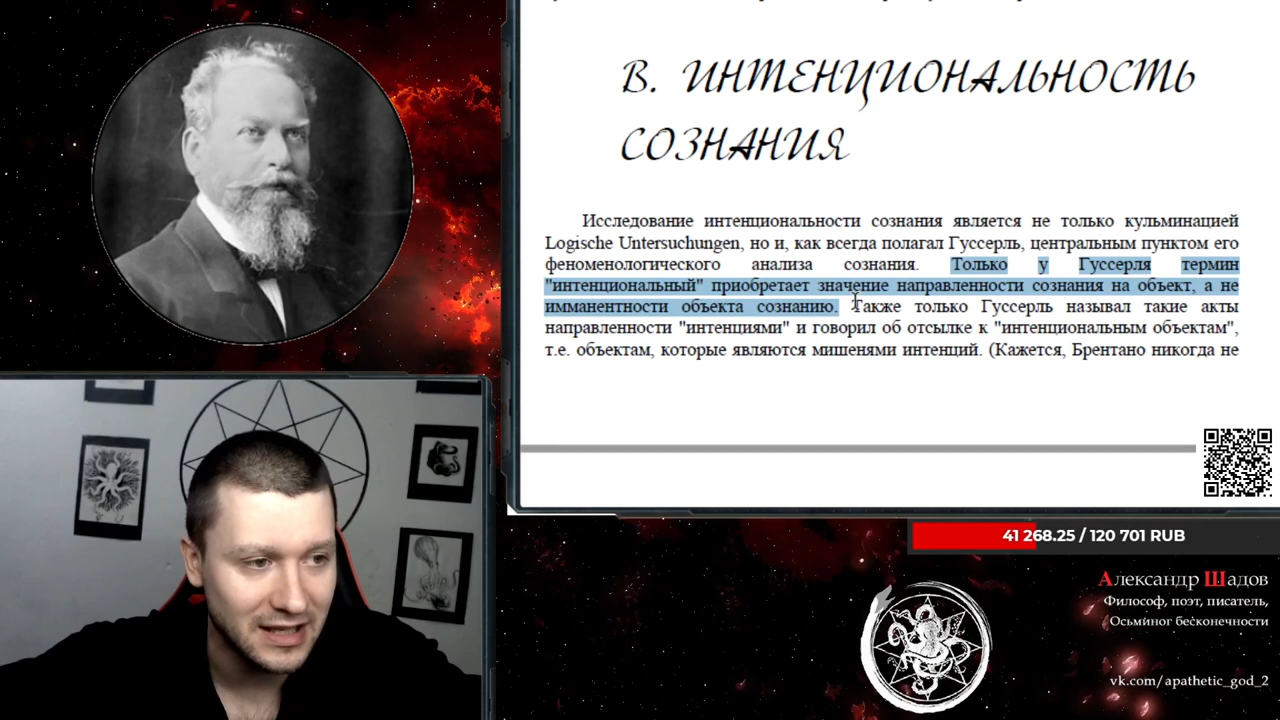 В. ИНТЕНЦИОНАЛЬНОСТЬ
СОЗНАНИЯ
Исследование интенциональности сознания является не только кульминацией
Logische Untersuchungen, но и, как всегда полагал Гуссерль, центральным пунктом его
феноменологического анализа сознания. Только у Гуссерля термин
"интенциональный" приобретает значение направленности сознания на объект, а не
имманентности объекта сознанию. Также только Гуссерль называл такие акты
направленности "интенциями" и говорил об отсылке к "интенциональным объектам",
т.е. объектам, которые являются мишенями интенций. (Кажется, Брентано никогда не
41 268.25 / 120 701 RUB
Александр Шадов
Философ, поэт, писатель,
Осьминог бесконечности
vk.com/apathetic_god_2